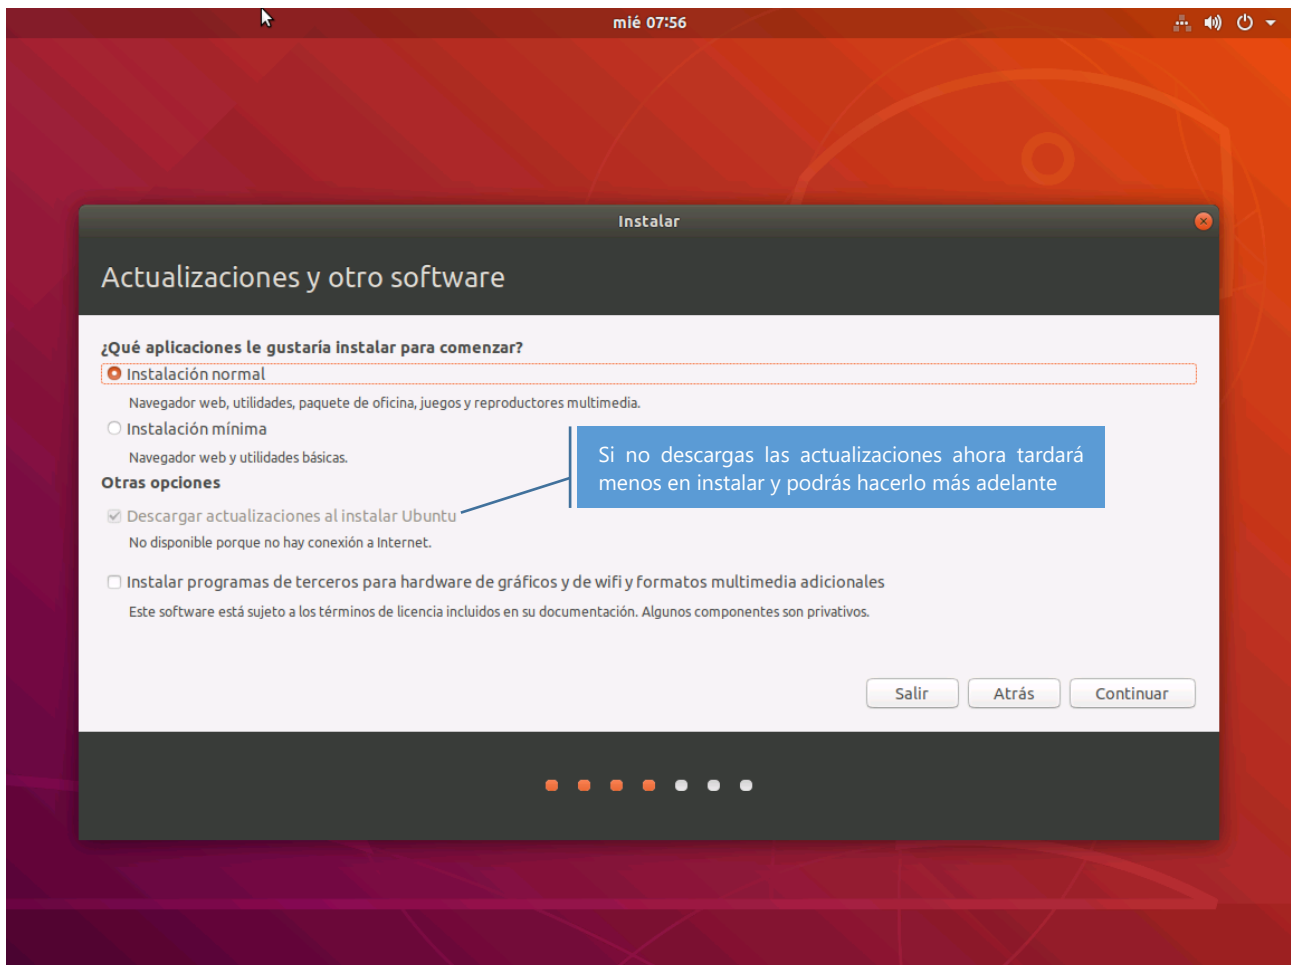 mié 07:56
Instalar
Actualizaciones y otro software
¿Qué aplicaciones le gustaría instalar para comenzar?
Instalación normal
Navegador web, utilidades, paquete de oficina, juegos y reproductores multimedia.
Instalación mínima
Navegador web y utilidades básicas.
Si no descargas las actualizaciones ahora tardará
menos en instalar y podrás hacerlo más adelante
Otras opciones
Descargar actualizaciones al instalar Ubuntu
No disponible porque no hay conexión a Internet.
Instalar programas de terceros para hardware de gráficos y de wifi y formatos multimedia adicionales
Este software está sujeto a los términos de licencia incluidos en su documentación. Algunos componentes son privativos.
Salir
Atrás
Continuar